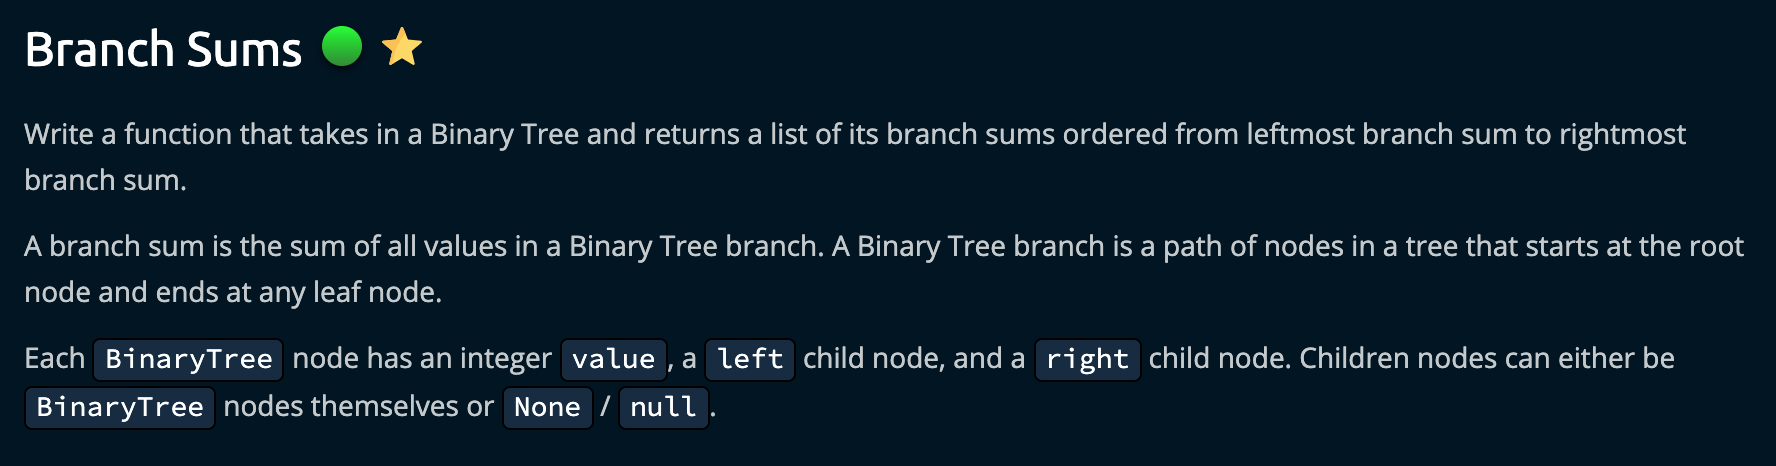 Branch Sums
Write a function that takes in a Binary Tree and returns a list of its branch sums ordered from leftmost branch sum to rightmost
branch sum.
A branch sum is the sum of all values in a Binary Tree branch. A Binary Tree branch is a path of nodes in a tree that starts at the root
node and ends at any leaf node.
Each BinaryTree node has an integer value, a left child node, and a right child node. Children nodes can either be
BinaryTree nodes themselves or None / null.